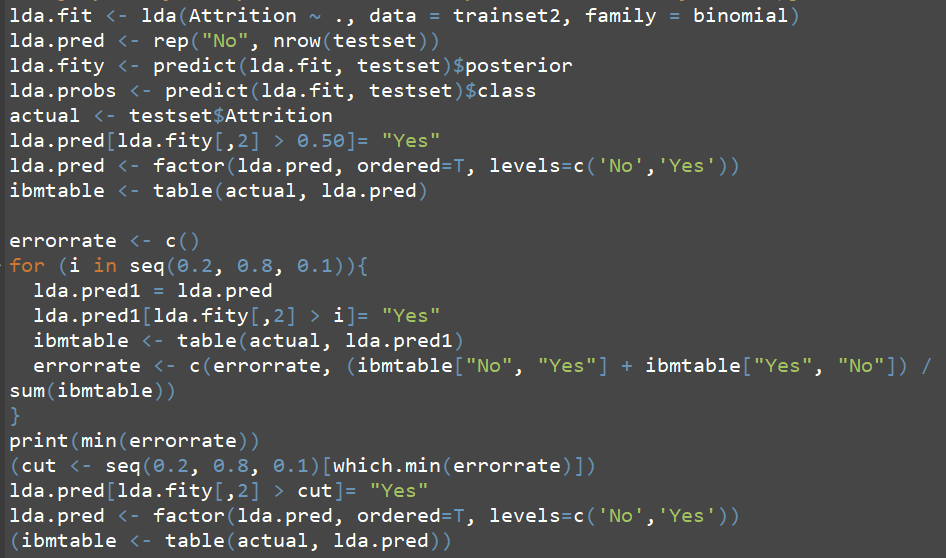 lda.fit <- lda(Attrition ~ ., data = trainset2, family = binomial)
lda.pred <- rep("No", nrow(testset))
lda.fity <- predict(lda.fit, testset)$posterior
lda.probs <- predict(lda.fit, testset)$class
actual <- testset$Attrition
lda.pred[lda.fity[,2] > 0.50]= "Yes"
lda.pred <- factor(lda.pred, ordered=T, levels=c('No','Yes'))
ibmtable <- table(actual, lda.pred)

errorrate <- c()
for (i in seq(0.2, 0.8, 0.1)){
  lda.pred1 = lda.pred
  lda.pred1[lda.fity[,2] > i]= "Yes"
  ibmtable <- table(actual, lda.pred1)
  errorrate <- c(errorrate, (ibmtable["No", "Yes"] + ibmtable["Yes", "No"]) /
sum(ibmtable))
}
print(min(errorrate))
(cut <- seq(0.2, 0.8, 0.1)[which.min(errorrate)])
lda.pred[lda.fity[,2] > cut]= "Yes"
lda.pred <- factor(lda.pred, ordered=T, levels=c('No','Yes'))
(ibmtable <- table(actual, lda.pred))